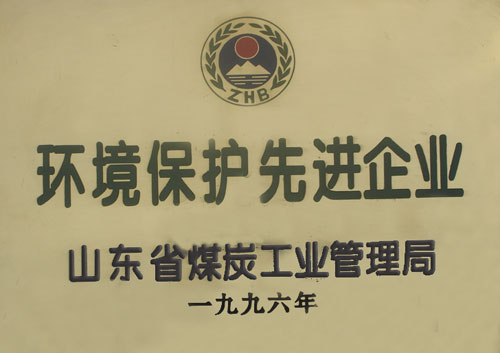 ZHB
环境保护先进企业
山东省煤炭工业管理局
一九九六年